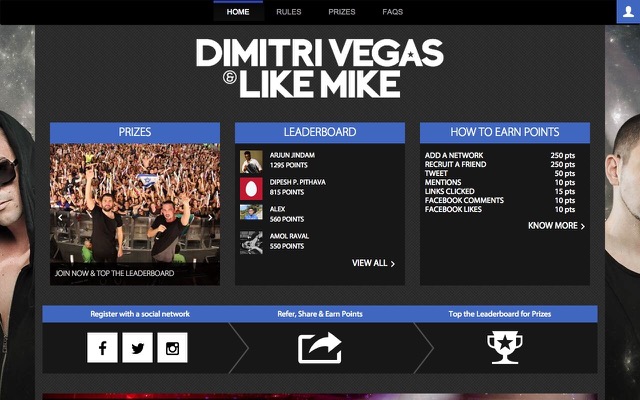 HOME RULES PRIZES FAQS
DIMITRI VEGAS
& LIKE MIKE
PRIZES
JOIN NOW & TOP THE LEADERBOARD
LEADERBOARD
ARJUN JINDAM
1295 POINTS
DIPESH P. PITHAVA
815 POINTS
ALEX
560 POINTS
AMOL RAVAL
550 POINTS
VIEW ALL
HOW TO EARN POINTS
ADD A NETWORK 250 pts
RECRUIT A FRIEND 250 pts
TWEET 50 pts
MENTIONS 10 pts
LINKS CLICKED 15 pts
FACEBOOK COMMENTS 10 pts
FACEBOOK LIKES 10 pts
KNOW MORE
Register with a social network
Refer, Share & Earn Points
Top the Leaderboard for Prizes